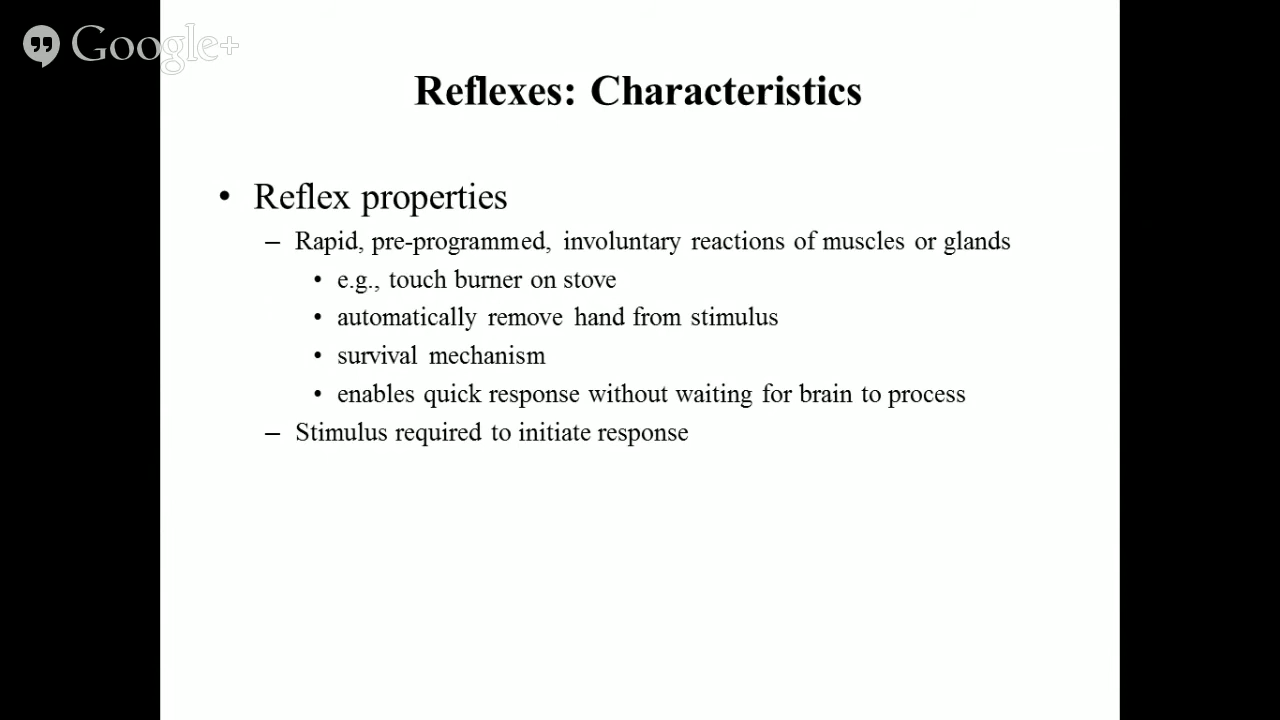 Google+
Reflexes: Characteristics
• Reflex properties
– Rapid, pre-programmed, involuntary reactions of muscles or glands
• e.g., touch burner on stove
• automatically remove hand from stimulus
• survival mechanism
• enables quick response without waiting for brain to process
– Stimulus required to initiate response